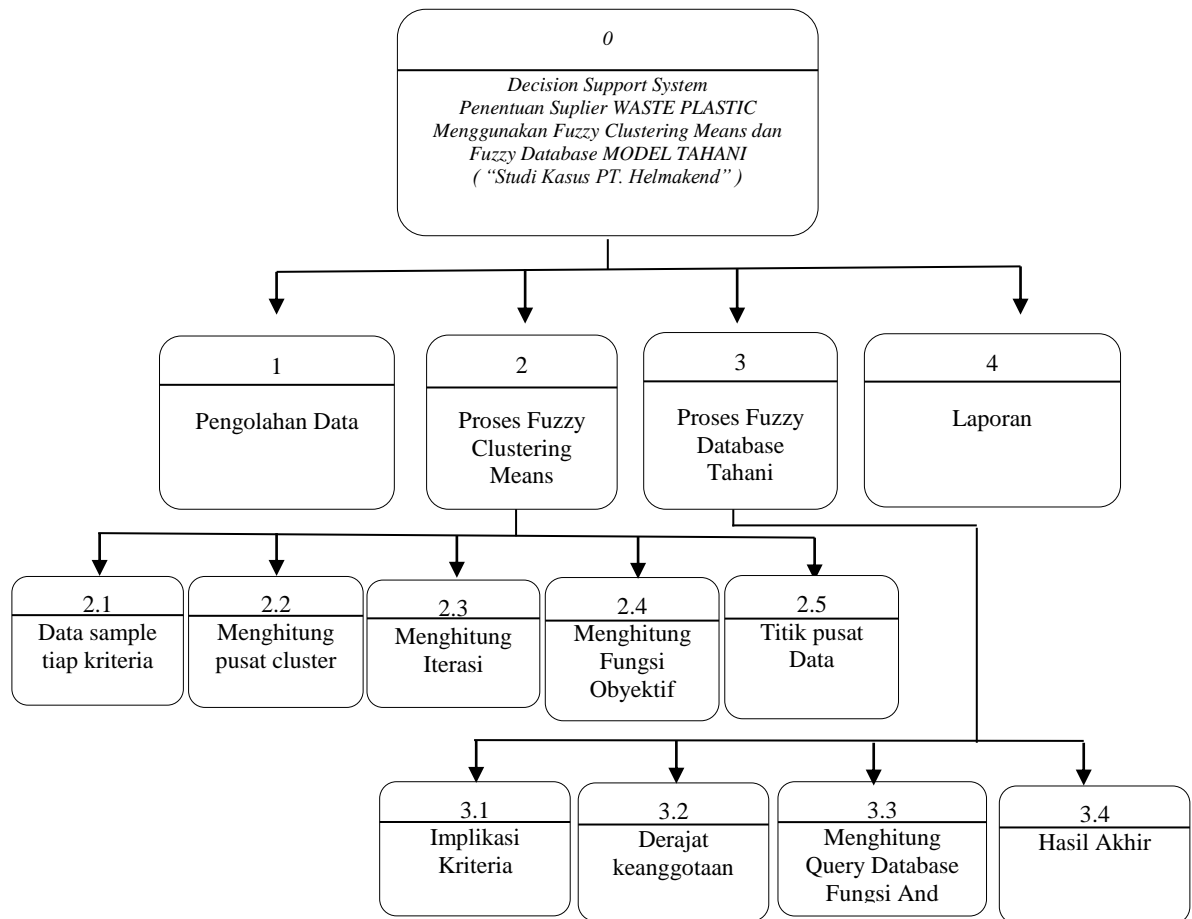 0
Decision Support System
Penentuan Suplier WASTE PLASTIC
Menggunakan Fuzzy Clustering Means dan
Fuzzy Database MODEL TAHANI
( “Studi Kasus PT. Helmakend” )
1
Pengolahan Data
2
Proses Fuzzy
Clustering
Means
3
Proses Fuzzy
Database
Tahani
4
Laporan
2.1
Data sample
tiap kriteria
2.2
Menghitung
pusat cluster
2.3
Menghitung
Iterasi
2.4
Menghitung
Fungsi
Obyektif
2.5
Titik pusat
Data
3.1
Implikasi
Kriteria
3.2
Derajat
keanggotaan
3.3
Menghitung
Query Database
Fungsi And
3.4
Hasil Akhir